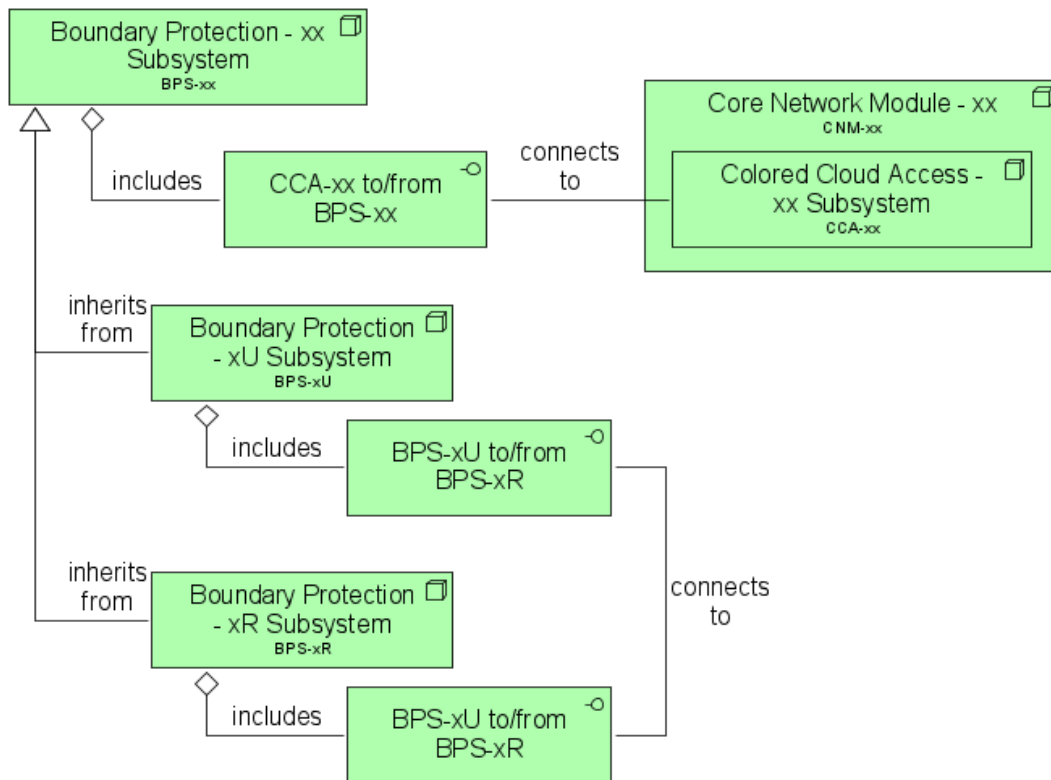 Boundary Protection - xx
Subsystem
BPS-xx
Core Network Module - xx
CNM-xx
includes
CCA-xx to/from
BPS-xx
connects
to
Colored Cloud Access -
xx Subsystem
CCA-xx
inherits
from
Boundary Protection
- xU Subsystem
BPS-xU
includes
BPS-xU to/from
BPS-xR
inherits
from
Boundary Protection
- xR Subsystem
BPS-xR
connects
to
includes
BPS-xU to/from
BPS-xR